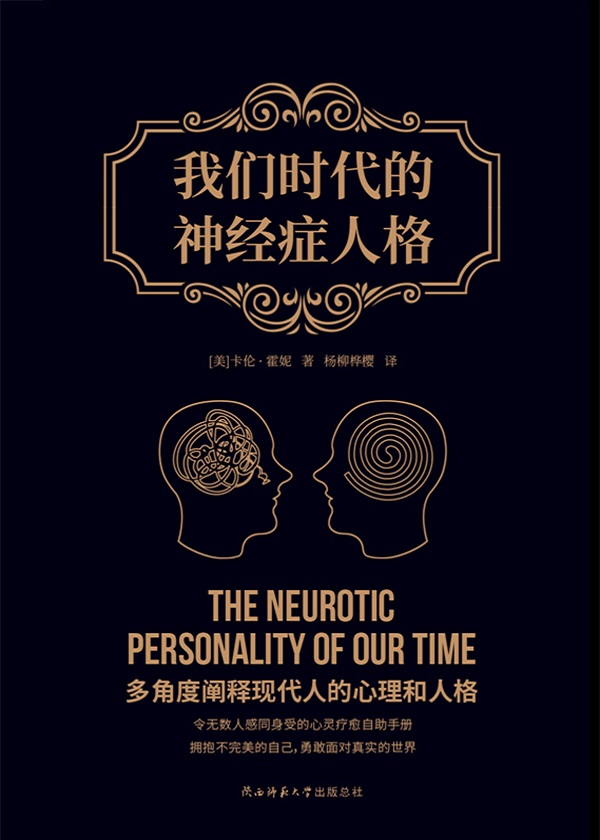 我们时代的
神经症人格
[美]卡伦·霍妮 著 杨柳桦樱 译
THE NEUROTIC
PERSONALITY OF OUR TIME
多角度阐释现代人的心理和人格
令无数人感同身受的心灵疗愈自助手册
拥抱不完美的自己,勇敢面对真实的世界
陕西师范大学出版总社